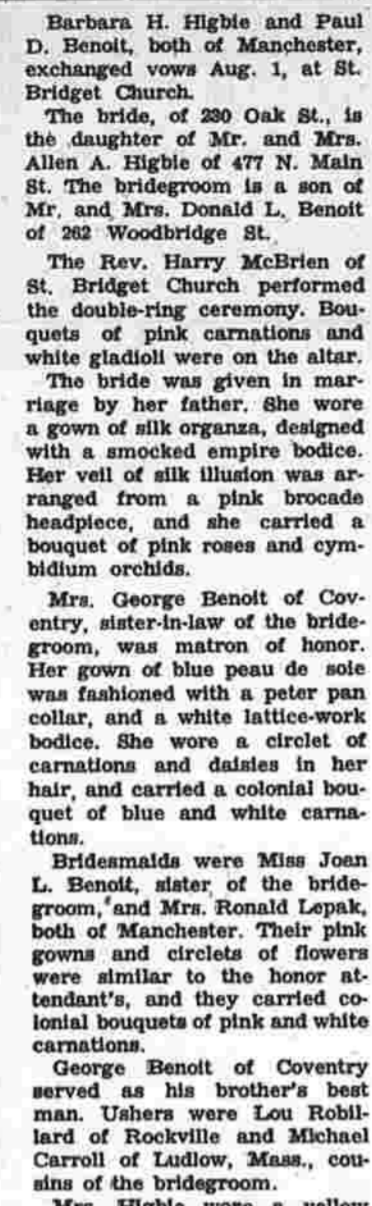 Barbara H. Higbie and Paul
D. Benoit, both of Manchester,
exchanged vows Aug. 1, at St.
Bridget Church.
The bride, of 230 Oak St., is
the daughter of Mr. and Mrs.
Allen A. Higbie of 477 N. Main
St. The bridegroom is a son of
Mr. and Mrs. Donald L. Benoit
of 262 Woodbridge St.
The Rev. Harry McBrien of
St. Bridget Church performed
the double-ring ceremony. Bou-
quets of pink carnations and
white gladioli were on the altar.
The bride was given in mar-
riage by her father. She wore
a gown of silk organza, designed
with a smocked empire bodice.
Her veil of silk illusion was ar-
ranged from a pink brocade
headpiece, and she carried a
bouquet of pink roses and cym-
bidium orchids.
Mrs. George Benoit of Cov-
entry, sister-in-law of the bride-
groom, was matron of honor.
Her gown of blue peau de soie
was fashioned with a peter pan
collar, and a white lattice-work
bodice. She wore a circlet of
carnations and daisies in her
hair, and carried a colonial bou-
quet of blue and white carna-
tions.
Bridesmaids were Miss Joan
L. Benoit, sister of the bride-
groom, and Mrs. Ronald Lepak,
both of Manchester. Their pink
gowns and circlets of flowers
were similar to the honor at-
tendant's, and they carried co-
lonial bouquets of pink and white
carnations.
George Benoit of Coventry
served as his brother's best
man. Ushers were Lou Robil-
lard of Rockville and Michael
Carroll of Ludlow, Mass., cou-
sins of the bridegroom.
Mrs. Higbie wore a yellow